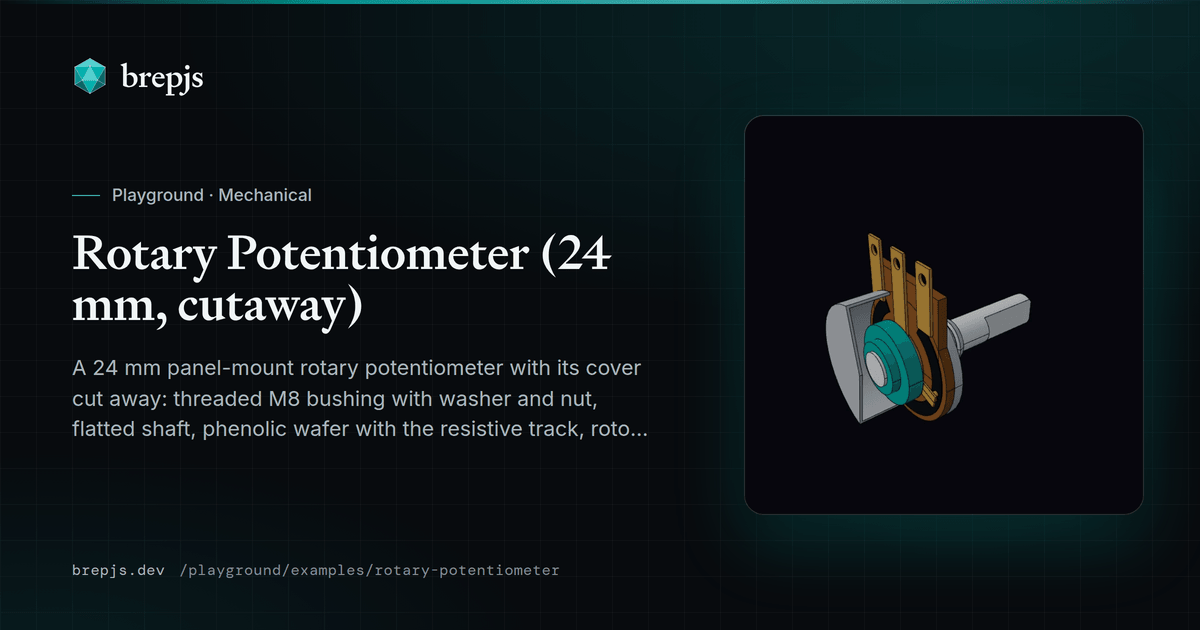 brepjs
Playground · Mechanical
Rotary Potentiometer (24
mm, cutaway)
A 24 mm panel-mount rotary potentiometer with its cover
cut away: threaded M8 bushing with washer and nut,
flatted shaft, phenolic wafer with the resistive track, roto...
brepjs.dev /playground/examples/rotary-potentiometer